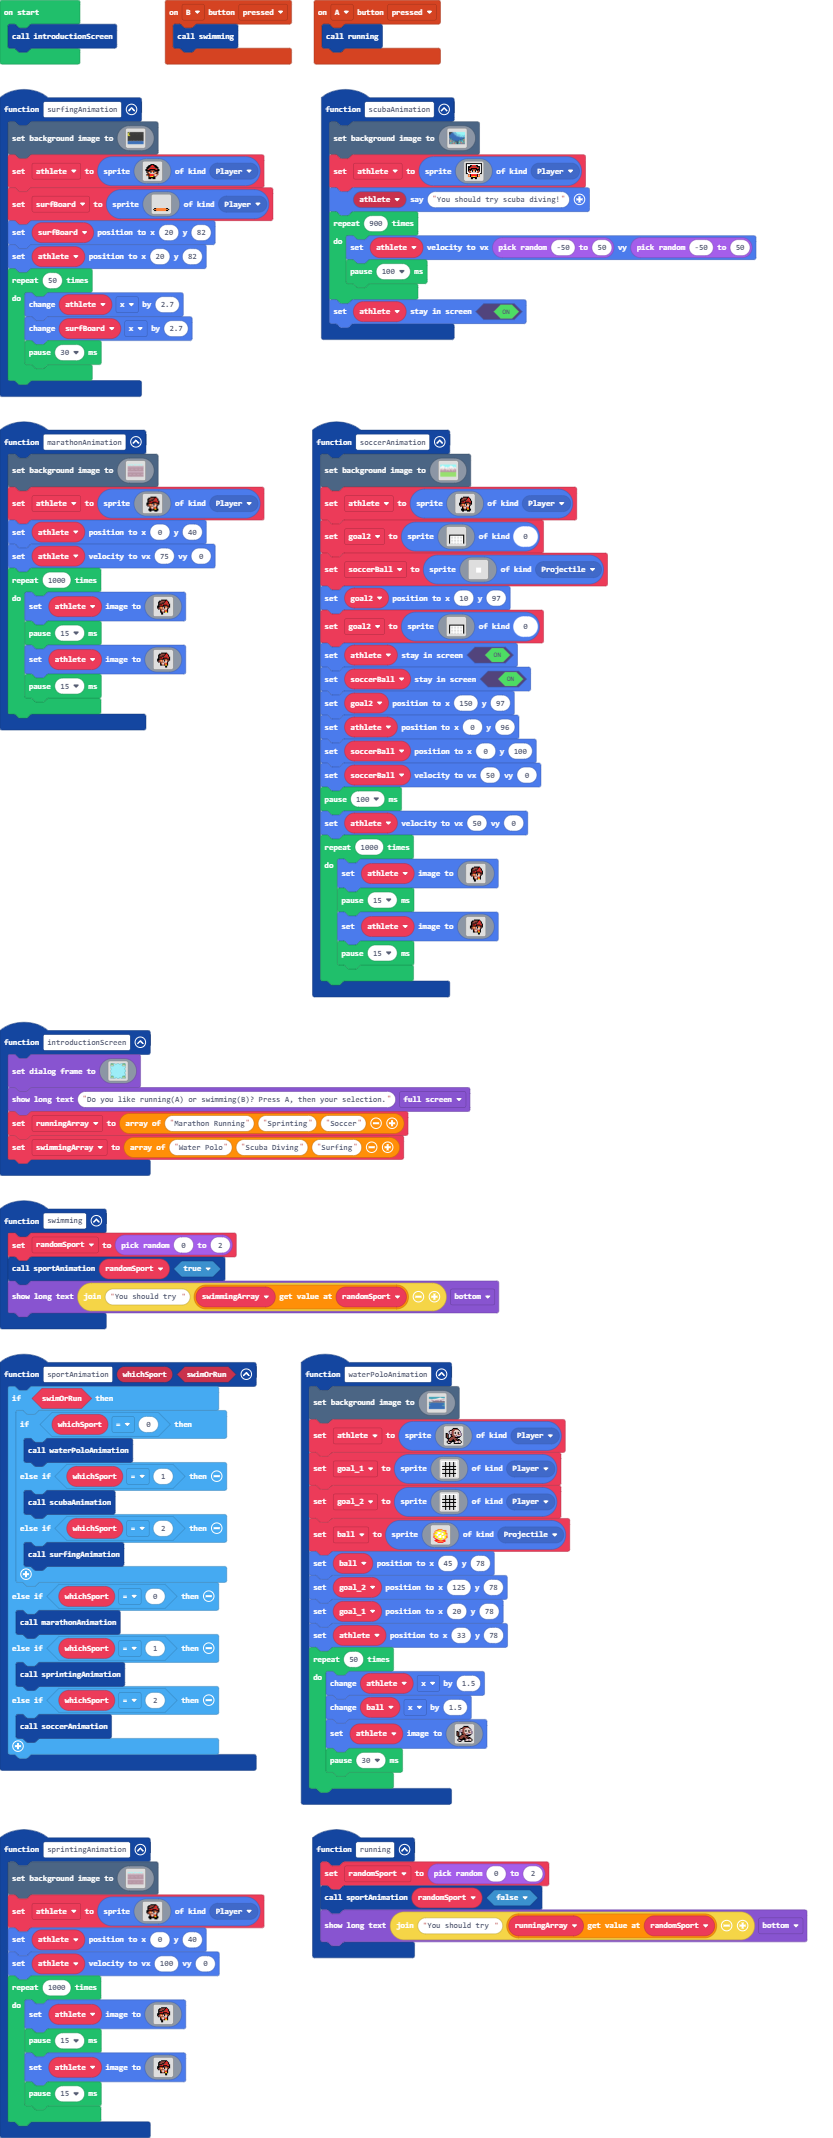 on start
call introductionScreen
on B button pressed
call swimming
on A button pressed
call running
function surfingAnimation
set background image to
set athlete to sprite of kind Player
set surfBoard to sprite of kind Player
set surfBoard position to x 20 y 82
set athlete position to x 20 y 82
repeat 50 times
do
change athlete x by 2.7
change surfBoard x by 2.7
pause 30 ms
function scubaAnimation
set background image to
set athlete to sprite of kind Player
athlete say "You should try scuba diving!"
repeat 900 times
do
set athlete velocity to vx pick random -50 to 50 vy pick random -50 to 50
pause 100 ms
set athlete stay in screen ON
function marathonAnimation
set background image to
set athlete to sprite of kind Player
set athlete position to x 0 y 40
set athlete velocity to vx 75 vy 0
repeat 1000 times
do
set athlete image to
pause 15 ms
set athlete image to
pause 15 ms
function soccerAnimation
set background image to
set athlete to sprite of kind Player
set goal2 to sprite of kind 0
set soccerBall to sprite of kind Projectile
set goal2 position to x 10 y 97
set goal2 to sprite of kind 0
set athlete stay in screen ON
set soccerBall stay in screen ON
set goal2 position to x 150 y 97
set athlete position to x 0 y 96
set soccerBall position to x 0 y 100
set soccerBall velocity to vx 50 vy 0
pause 100 ms
set athlete velocity to vx 50 vy 0
repeat 1000 times
do
set athlete image to
pause 15 ms
set athlete image to
pause 15 ms
function introductionScreen
set dialog frame to
show long text "Do you like running(A) or swimming(B)? Press A, then your selection." full screen
set runningArray to array of "Marathon Running" "Sprinting" "Soccer"
set swimmingArray to array of "Water Polo" "Scuba Diving" "Surfing"
function swimming
set randomSport to pick random 0 to 2
call sportAnimation randomSport true
show long text join "You should try " swimmingArray get value at randomSport bottom
function sportAnimation whichSport swimOrRun
if swimOrRun then
if whichSport = 0 then
call waterPoloAnimation
else if whichSport = 1 then
call scubaAnimation
else if whichSport = 2 then
call surfingAnimation
else if whichSport = 0 then
call marathonAnimation
else if whichSport = 1 then
call sprintingAnimation
else if whichSport = 2 then
call soccerAnimation
function waterPoloAnimation
set background image to
set athlete to sprite of kind Player
set goal_1 to sprite of kind Player
set goal_2 to sprite of kind Player
set ball to sprite of kind Projectile
set ball position to x 45 y 78
set goal_2 position to x 125 y 78
set goal_1 position to x 20 y 78
set athlete position to x 33 y 78
repeat 50 times
do
change athlete x by 1.5
change ball x by 1.5
set athlete image to
pause 30 ms
function sprintingAnimation
set background image to
set athlete to sprite of kind Player
set athlete position to x 0 y 40
set athlete velocity to vx 100 vy 0
repeat 1000 times
do
set athlete image to
pause 15 ms
set athlete image to
pause 15 ms
function running
set randomSport to pick random 0 to 2
call sportAnimation randomSport false
show long text join "You should try " runningArray get value at randomSport bottom